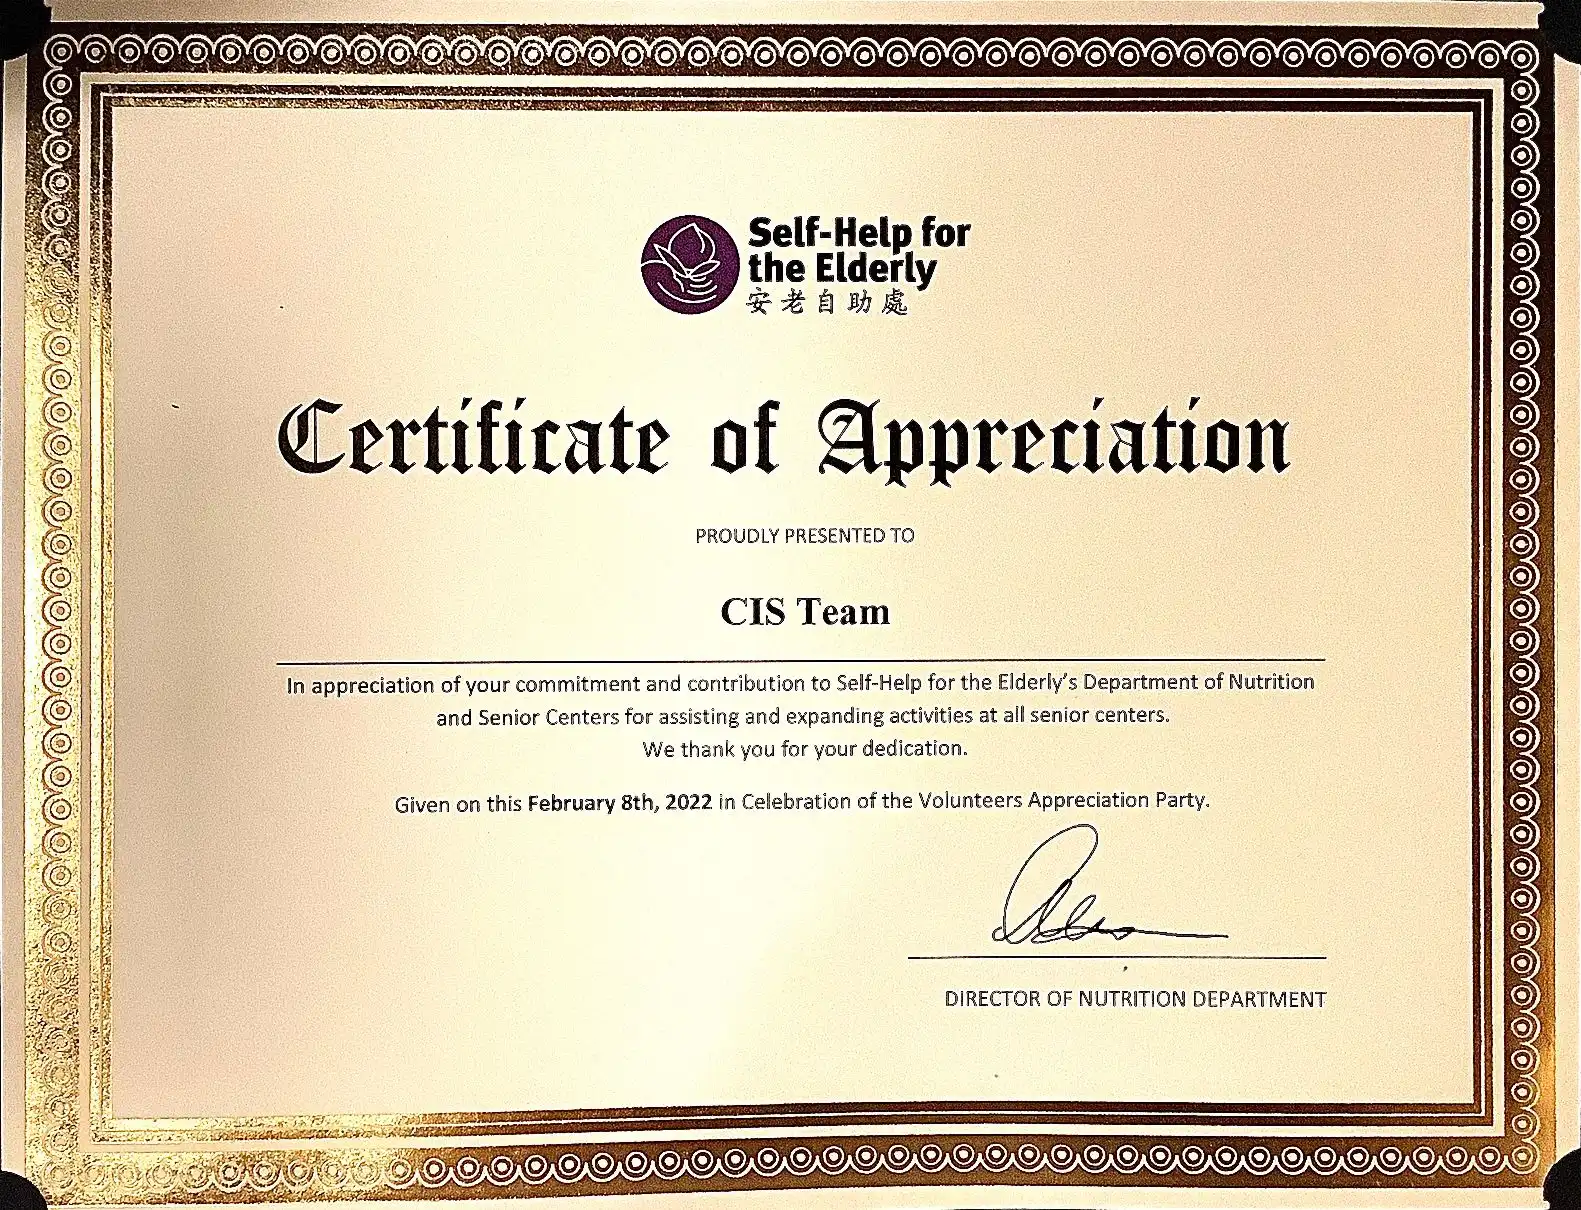 Self-Help for
the Elderly
安老自助處
Certificate of Appreciation
PROUDLY PRESENTED TO
CIS Team
In appreciation of your commitment and contribution to Self-Help for the Elderly's Department of Nutrition
and Senior Centers for assisting and expanding activities at all senior centers.
We thank you for your dedication.
Given on this February 8th, 2022 in Celebration of the Volunteers Appreciation Party.
DIRECTOR OF NUTRITION DEPARTMENT